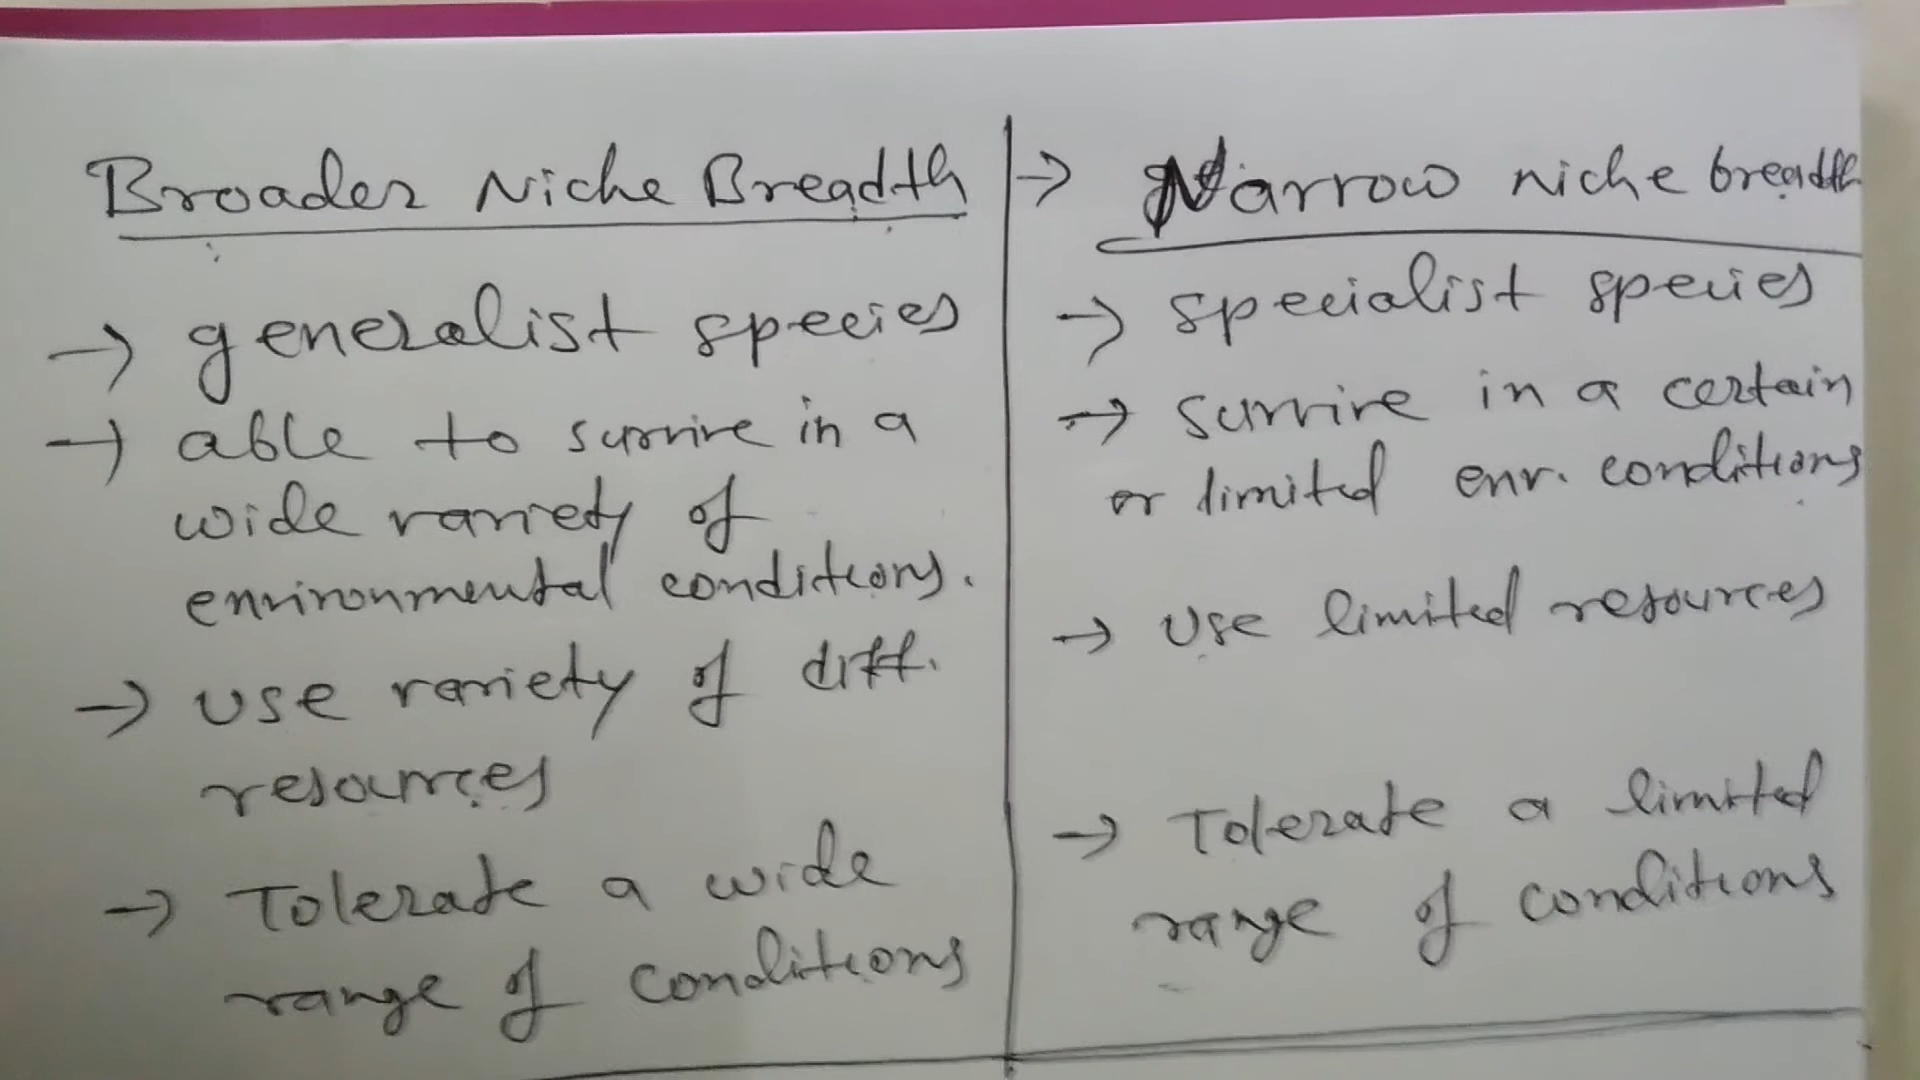 Broader Niche Breadth
→ generalist species
→ able to survive in a
wide variety of
environmental conditions.
→ use variety of diff.
resources
→ Tolerate a wide
range of conditions
→ Narrow niche breadth
→ specialist species
→ survive in a certain
or limited env. conditions
→ Use limited resources
→ Tolerate a limited
range of conditions